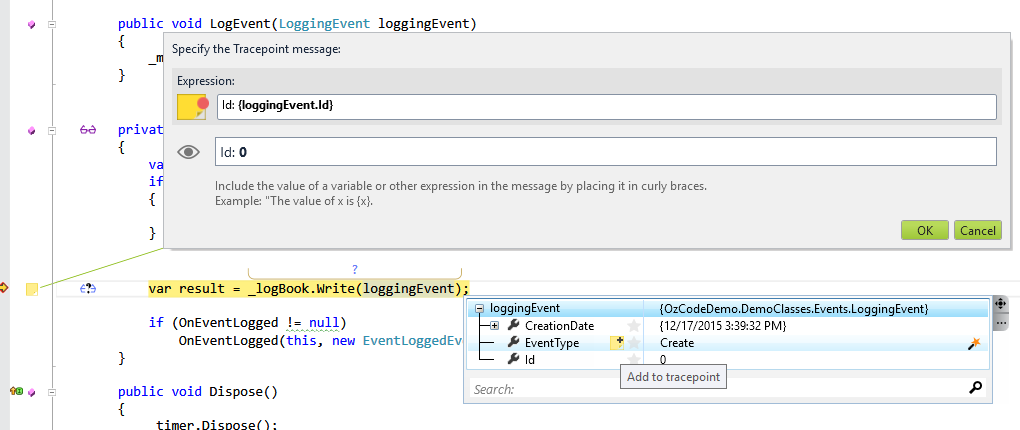 public void LogEvent(LoggingEvent loggingEvent)
{
_m
}
Specify the Tracepoint message:
Expression:
Id: {loggingEvent.Id}
Id: 0
Include the value of a variable or other expression in the message by placing it in curly braces.
Example: "The value of x is {x}.
OK Cancel
privat
{
va
if
{
}
?
?
var result = _logBook.Write(loggingEvent);
loggingEvent {OzCodeDemo.DemoClasses.Events.LoggingEvent}
CreationDate {12/17/2015 3:39:32 PM}
EventType Create
Id 0
Add to tracepoint
Search:
if (OnEventLogged != null)
OnEventLogged(this, new EventLoggedEv
}
public void Dispose()
{
timer.Dispose();